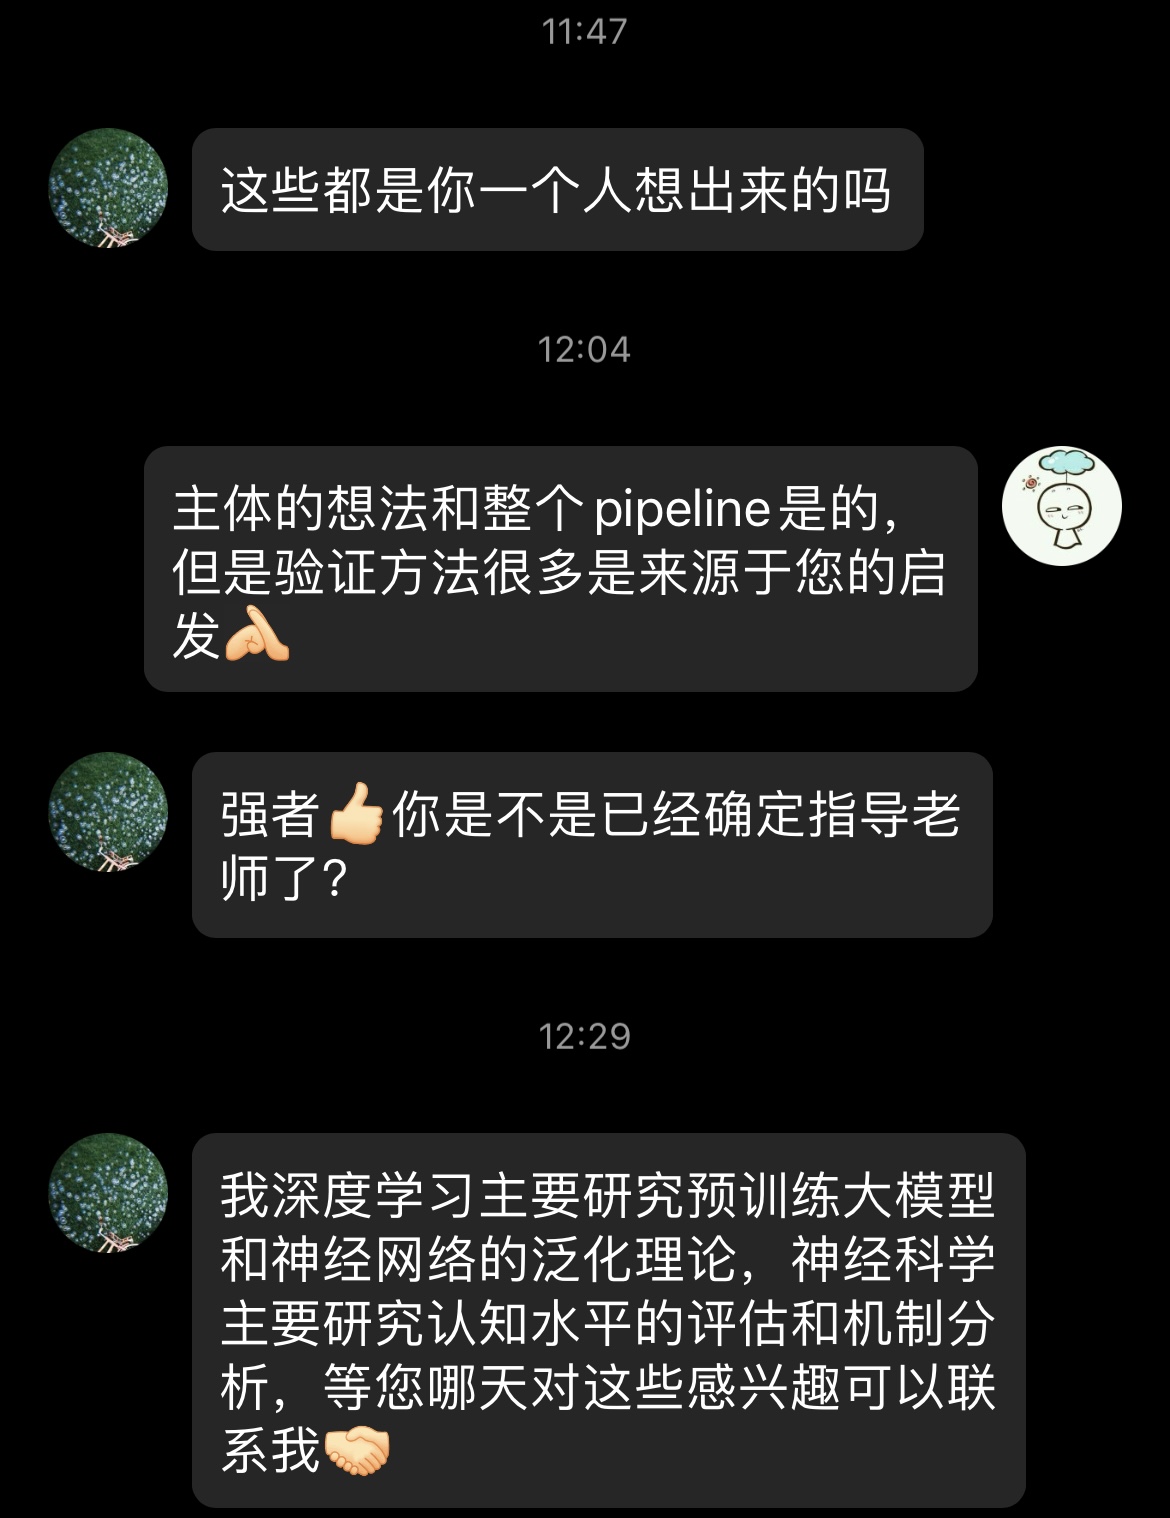 11:47
这些都是你一个人想出来的吗
12:04
主体的想法和整个pipeline是的，
但是验证方法很多是来源于您的启
发🙏🏻
强者👍🏻你是不是已经确定指导老
师了？
12:29
我深度学习主要研究预训练大模型
和神经网络的泛化理论，神经科学
主要研究认知水平的评估和机制分
析，等您哪天对这些感兴趣可以联
系我🤝🏻